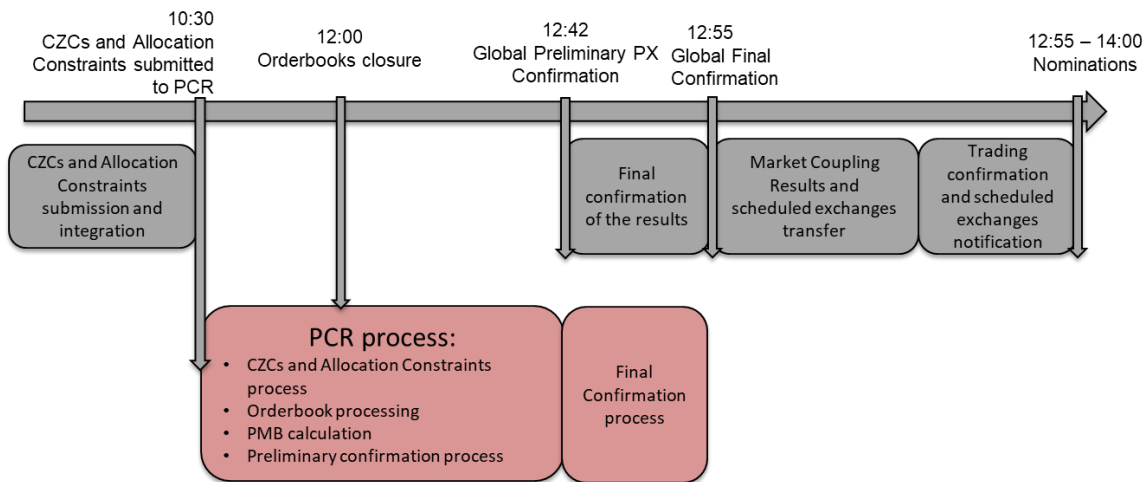 10:30
CZCs and Allocation
Constraints submitted
to PCR
12:00
Orderbooks closure
12:42
Global Preliminary PX
Confirmation
12:55
Global Final
Confirmation
12:55 – 14:00
Nominations
CZCs and Allocation
Constraints
submission and
integration
Final
confirmation
of the results
Market Coupling
Results and
scheduled exchanges
transfer
Trading
confirmation
and scheduled
exchanges
notification
PCR process:
• CZCs and Allocation Constraints
process
• Orderbook processing
• PMB calculation
• Preliminary confirmation process
Final
Confirmation
process